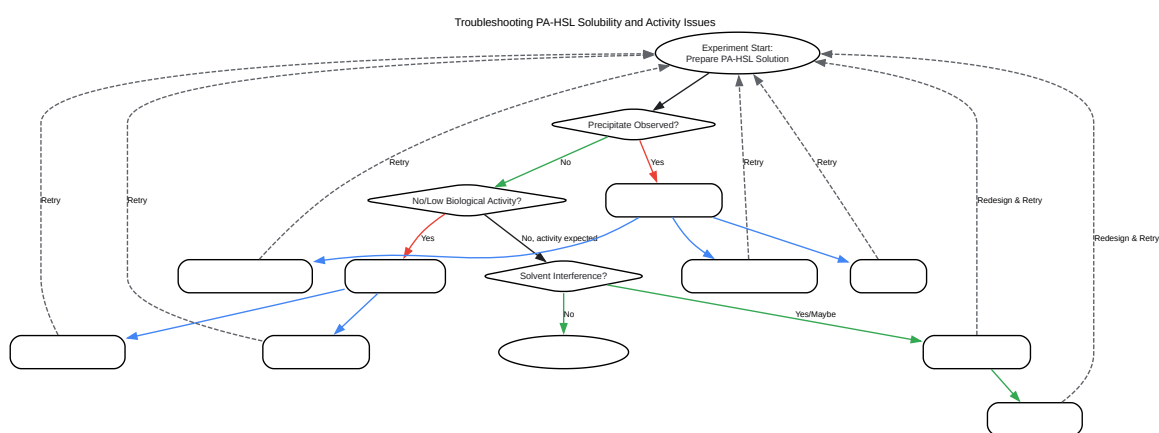 Troubleshooting PA-HSL Solubility and Activity Issues
Experiment Start:
Prepare PA-HSL Solution
Precipitate Observed?
No
Yes
Retry
Retry
Retry
No/Low Biological Activity?
Retry
Retry
Redesign & Retry
Yes
No, activity expected
Redesign & Retry
Solvent Interference?
No
Yes/Maybe